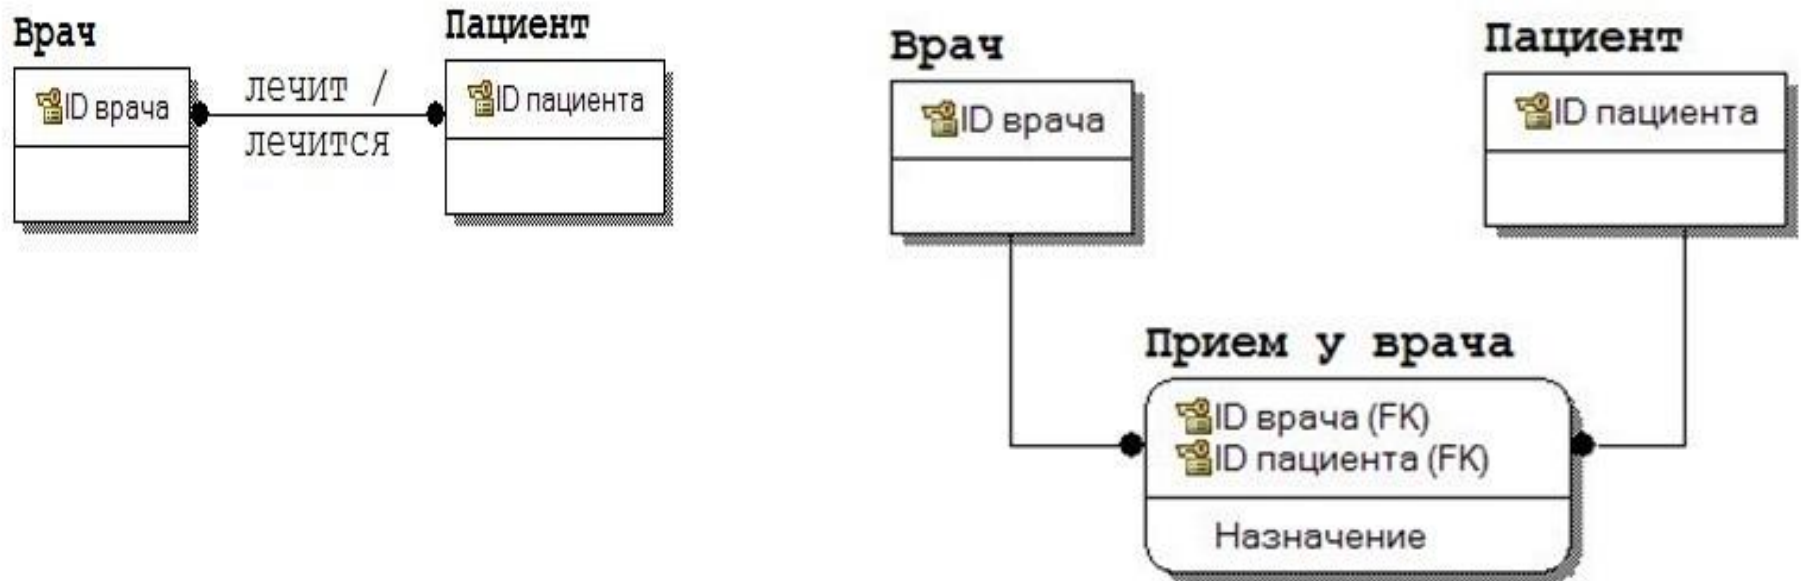 Врач
Пациент
ID врача
лечит /
лечится
ID пациента
Врач
Пациент
ID врача
ID пациента
Прием у врача
ID врача (FK)
ID пациента (FK)
Назначение